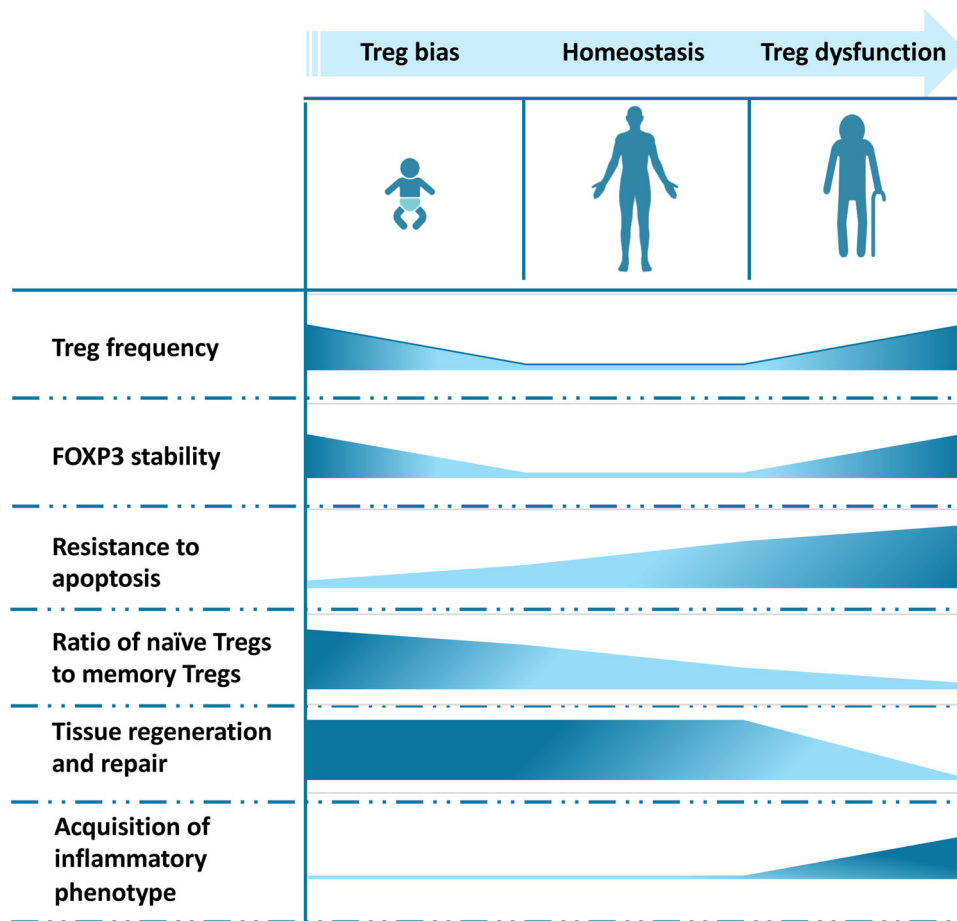 Treg bias Homeostasis Treg dysfunction
Treg frequency
FOXP3 stability
Resistance to
apoptosis
Ratio of naïve Tregs
to memory Tregs
Tissue regeneration
and repair
Acquisition of
inflammatory
phenotype